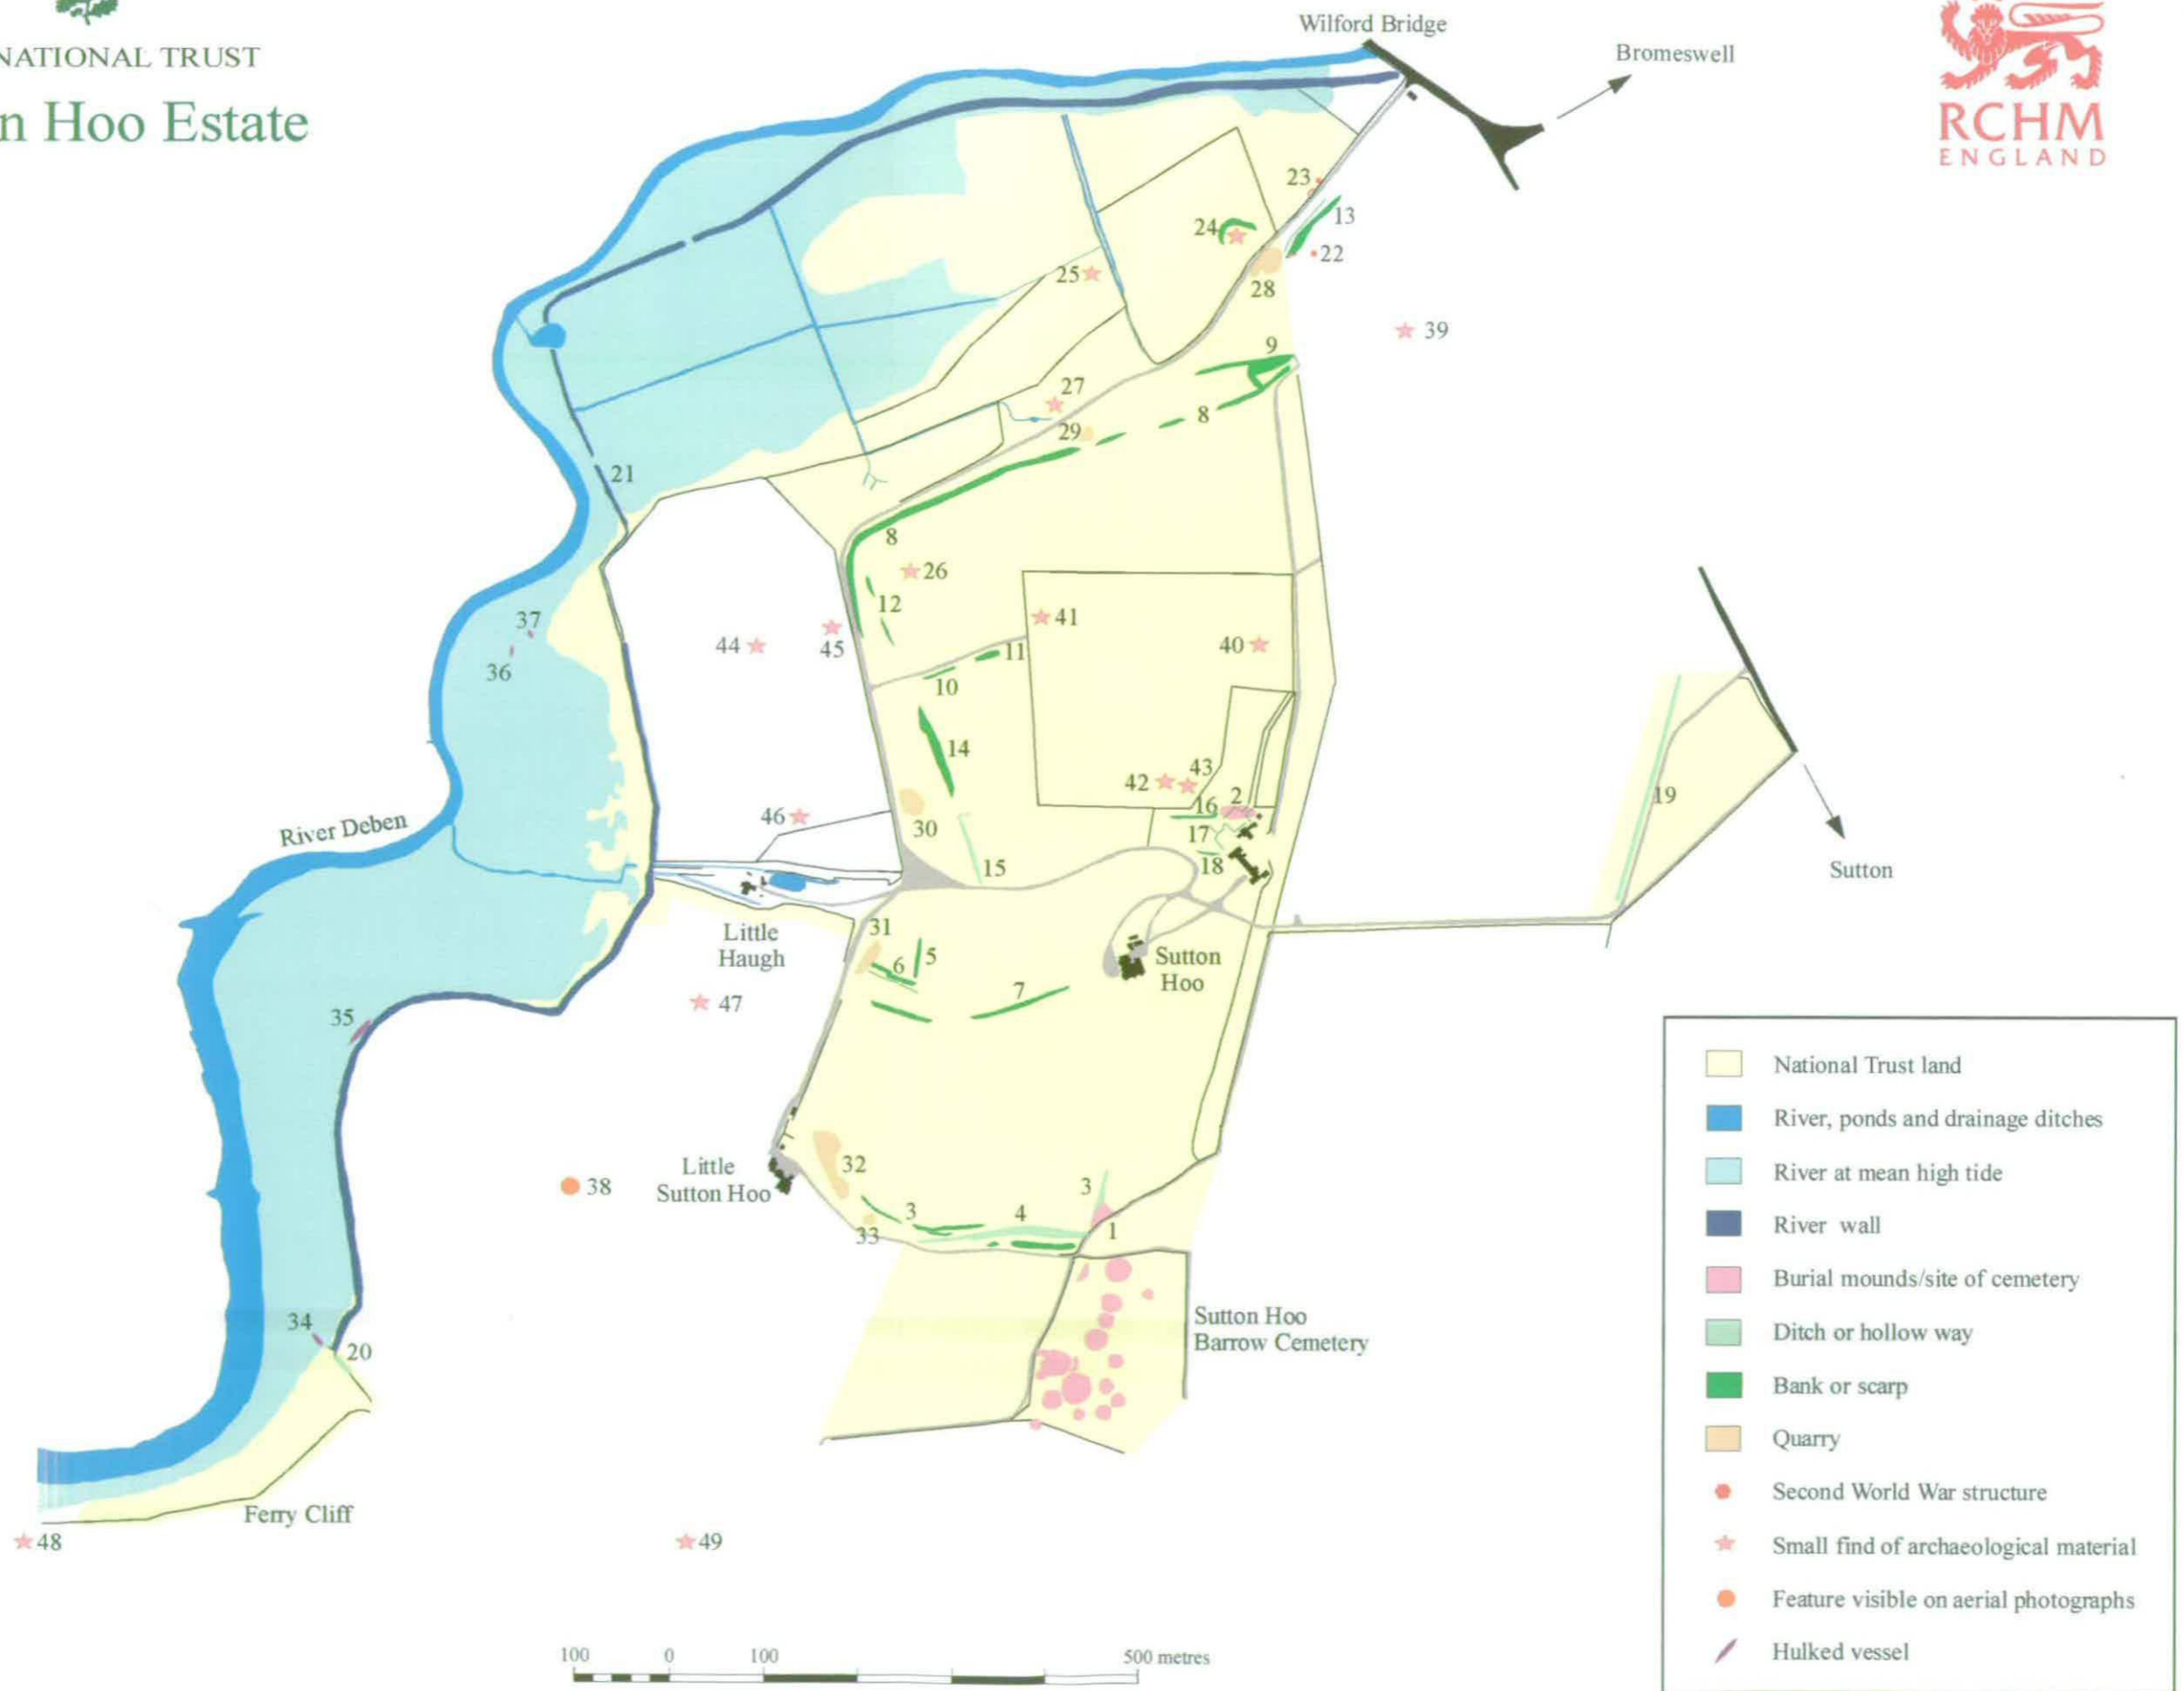 NATIONAL TRUST
n Hoo Estate
Wilford Bridge
Bromeswell
RCHM
ENGLAND
23
13
24
22
25
28
39
9
27
8
29
21
8
26
12
37
41
44
45
40
36
11
10
14
43
42
2
16
46
30
17
River Deben
15
18
19
Sutton
31
Little
Haugh
5
6
Sutton
Hoo
7
47
35
32
Little
Sutton Hoo
38
3
3
4
1
33
Sutton Hoo
Barrow Cemetery
34
20
Ferry Cliff
48
49
National Trust land
River, ponds and drainage ditches
River at mean high tide
River wall
Burial mounds/site of cemetery
Ditch or hollow way
Bank or scarp
Quarry
Second World War structure
Small find of archaeological material
Feature visible on aerial photographs
Hulked vessel
100 0 100 500 metres